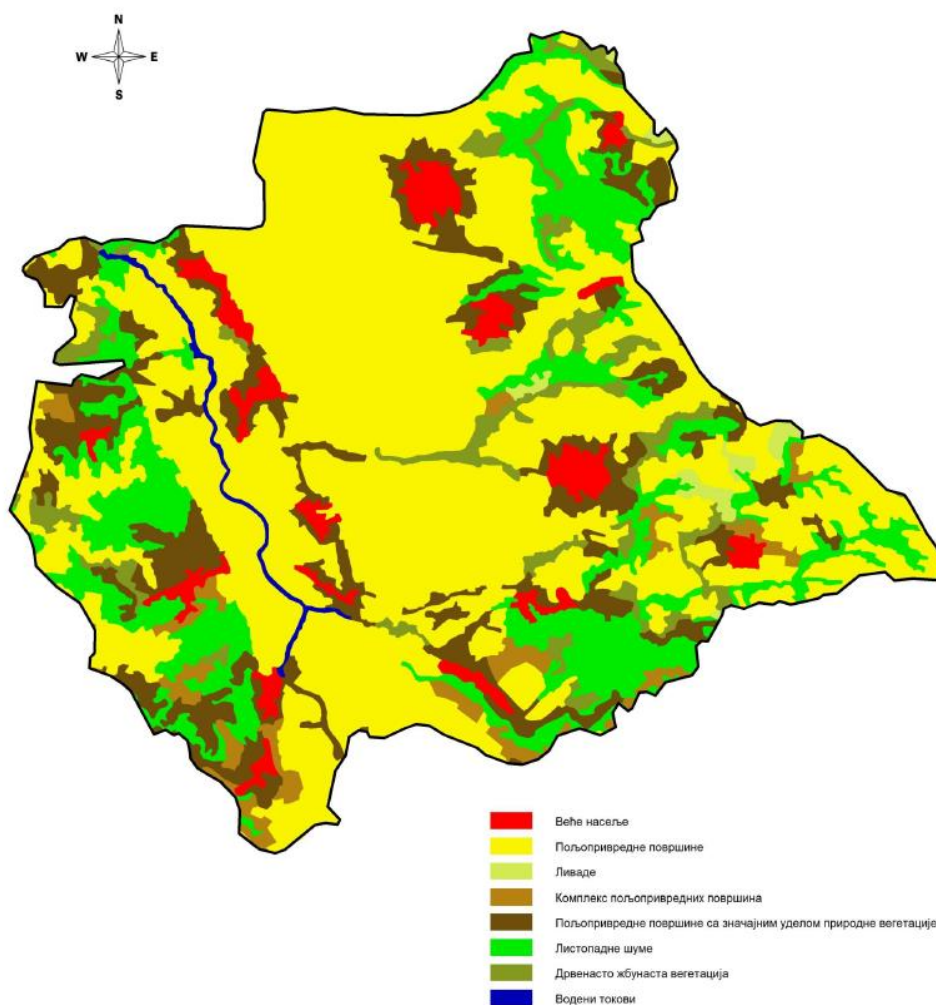 N
W E
S
Веће насеље
Пољопривредне површине
Ливаде
Комплекс пољопривредних површина
Пољопривредне површине са значајним уделом природне вегетације
Листопадне шуме
Дрвенасто жбунаста вегетација
Водени токови